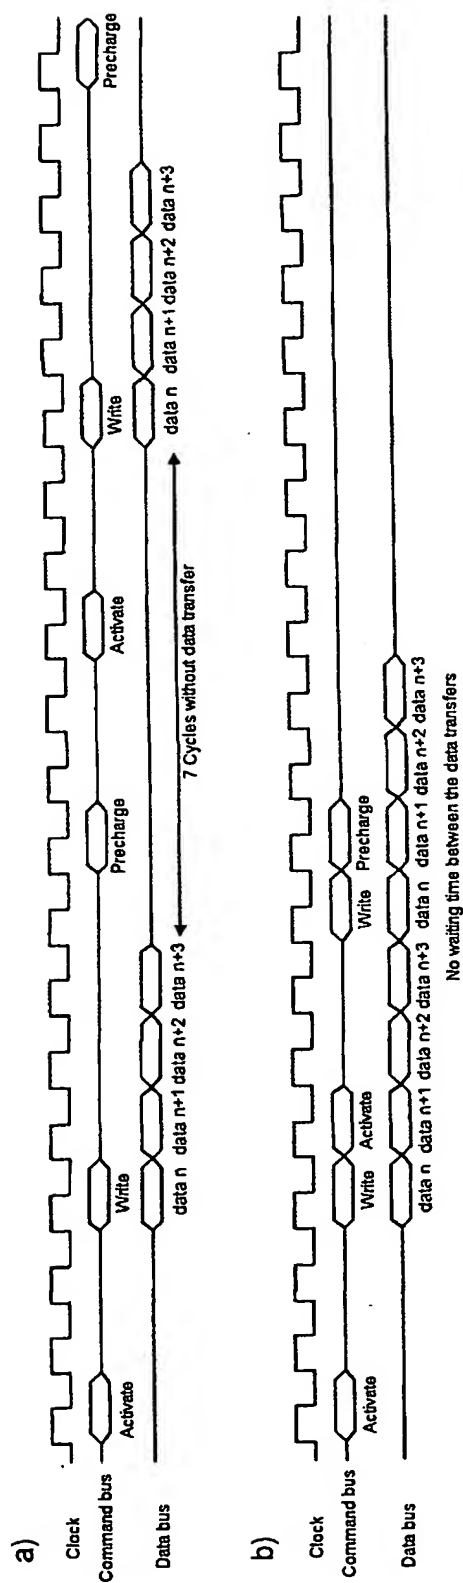 a)
Clock
Command bus
Activate
Write
Precharge
Activate
Write
Precharge
Data bus
data n data n+1 data n+2 data n+3
data n data n+1 data n+2 data n+3
7 Cycles without data transfer
b)
Clock
Command bus
Activate
Write
Activate
Write
Precharge
Data bus
data n data n+1 data n+2 data n+3 data n data n+1 data n+2 data n+3
No waiting time between the data transfers